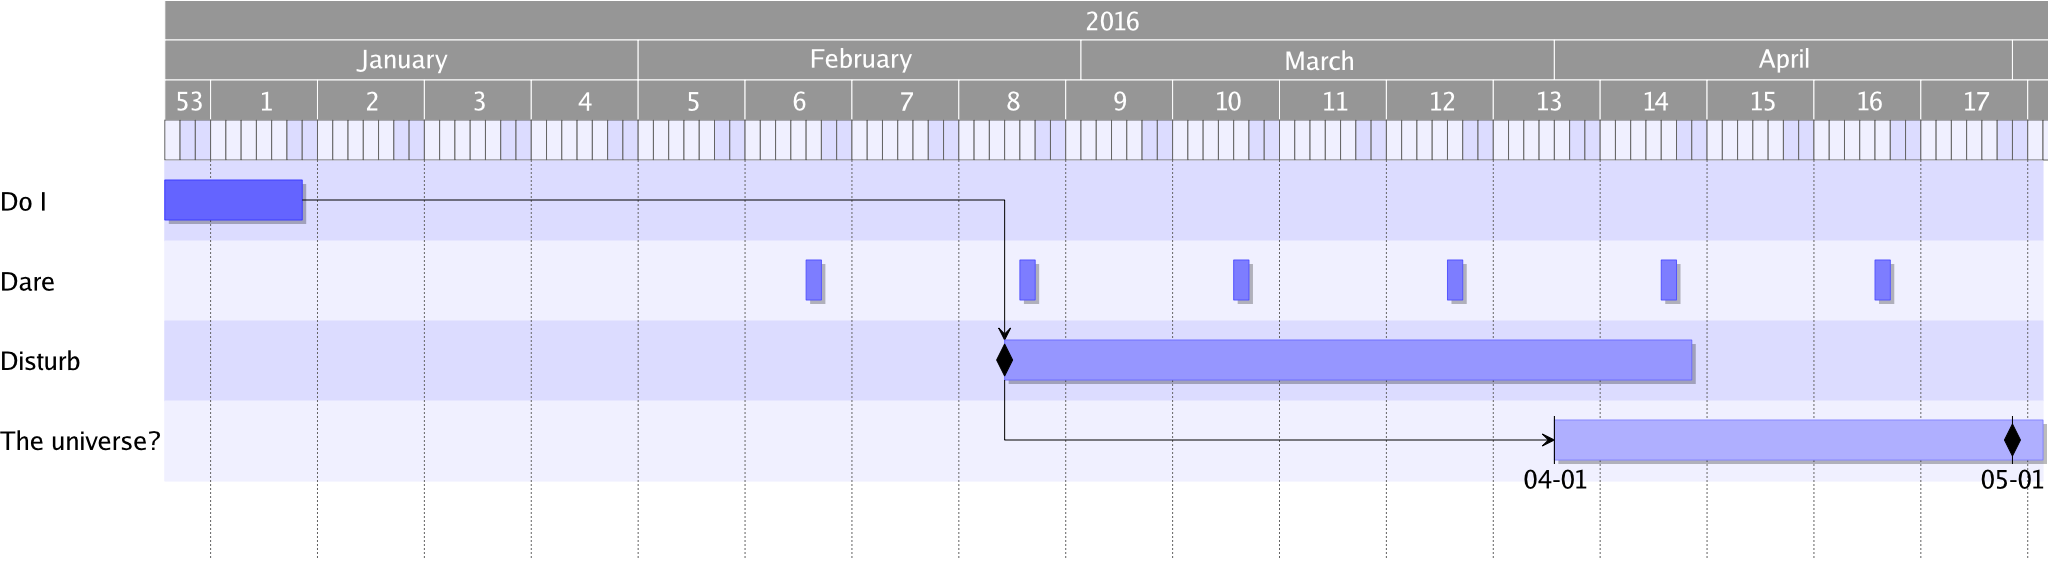 2016
January February March April
53 1 2 3 4 5 6 7 8 9 10 11 12 13 14 15 16 17
Do I
Dare
Disturb
The universe?
04-01 05-01